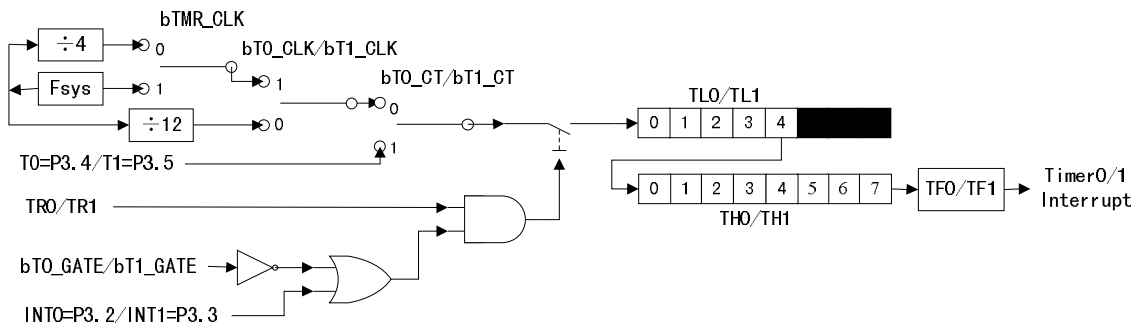 bTMR_CLK
÷4
0
bT0_CLK/bT1_CLK
Fsys
1
1
bT0_CT/bT1_CT
÷12
0
0
TL0/TL1
0 1 2 3 4
T0=P3.4/T1=P3.5
1
0 1 2 3 4 5 6 7
TF0/TF1
Timer0/1
Interrupt
TR0/TR1
TH0/TH1
bT0_GATE/bT1_GATE
INT0=P3.2/INT1=P3.3